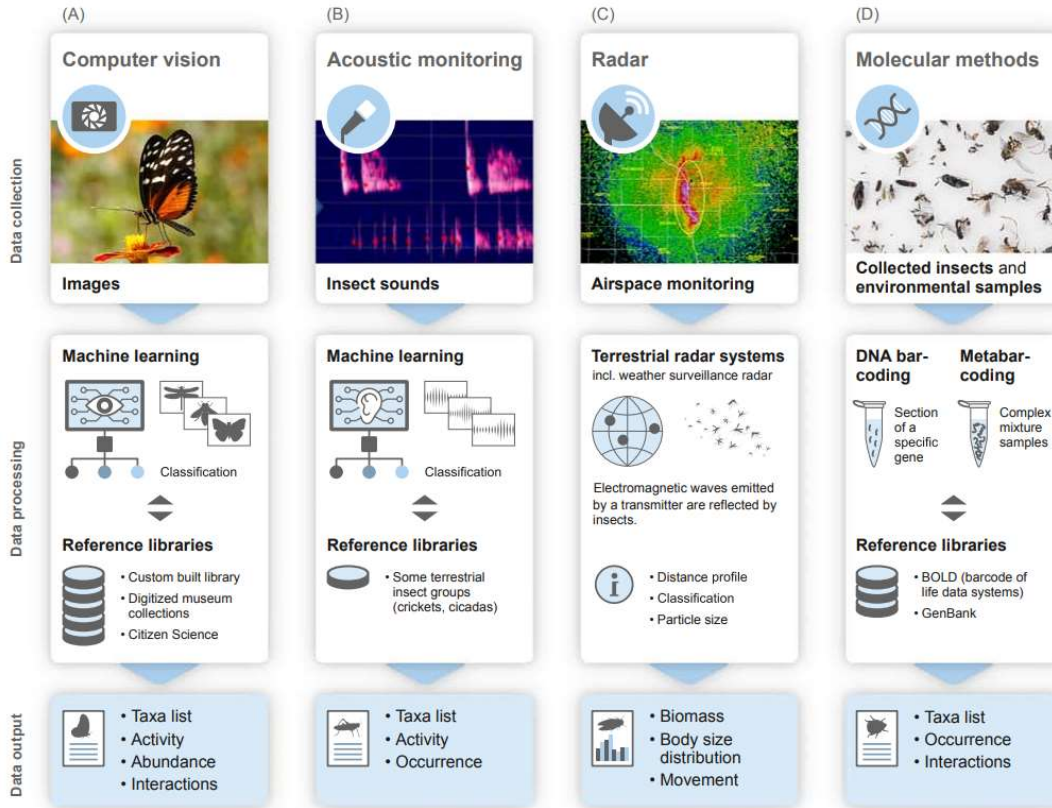 (A)
Computer vision
Images
Machine learning
Classification
Reference libraries
• Custom built library
• Digitized museum
collections
• Citizen Science
• Taxa list
• Activity
• Abundance
• Interactions
(B)
Acoustic monitoring
Insect sounds
Machine learning
Classification
Reference libraries
• Some terrestrial
insect groups
(crickets, cicadas)
• Taxa list
• Activity
• Occurrence
(C)
Radar
Airspace monitoring
Terrestrial radar systems
incl. weather surveillance radar
Electromagnetic waves emitted
by a transmitter are reflected by
insects.
i
• Distance profile
• Classification
• Particle size
• Biomass
• Body size
distribution
• Movement
(D)
Molecular methods
Collected insects and
environmental samples
DNA bar-
coding
Section
of a
specific
gene
Metabar-
coding
Complex
mixture
samples
Reference libraries
• BOLD (barcode of
life data systems)
• GenBank
• Taxa list
• Occurrence
• Interactions
Data collection
Data processing
Data output